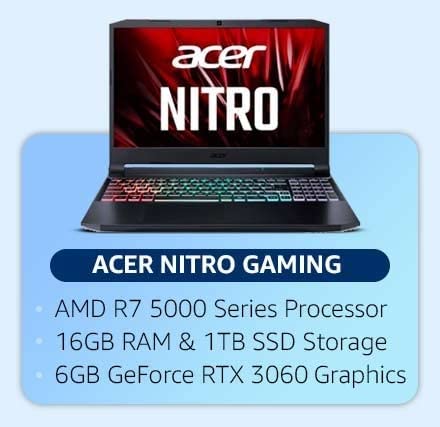 acer
NITRO
acer
ACER NITRO GAMING
AMD R7 5000 Series Processor
16GB RAM & 1TB SSD Storage
6GB GeForce RTX 3060 Graphics